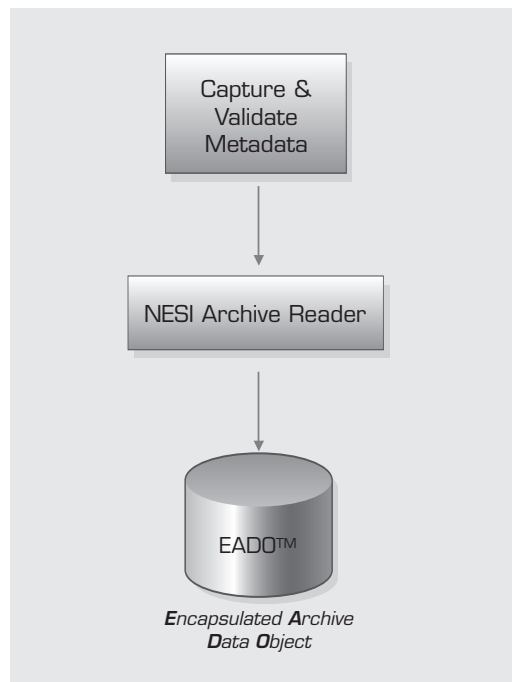 Capture &
Validate
Metadata
NESI Archive Reader
EADO™
Encapsulated Archive
Data Object